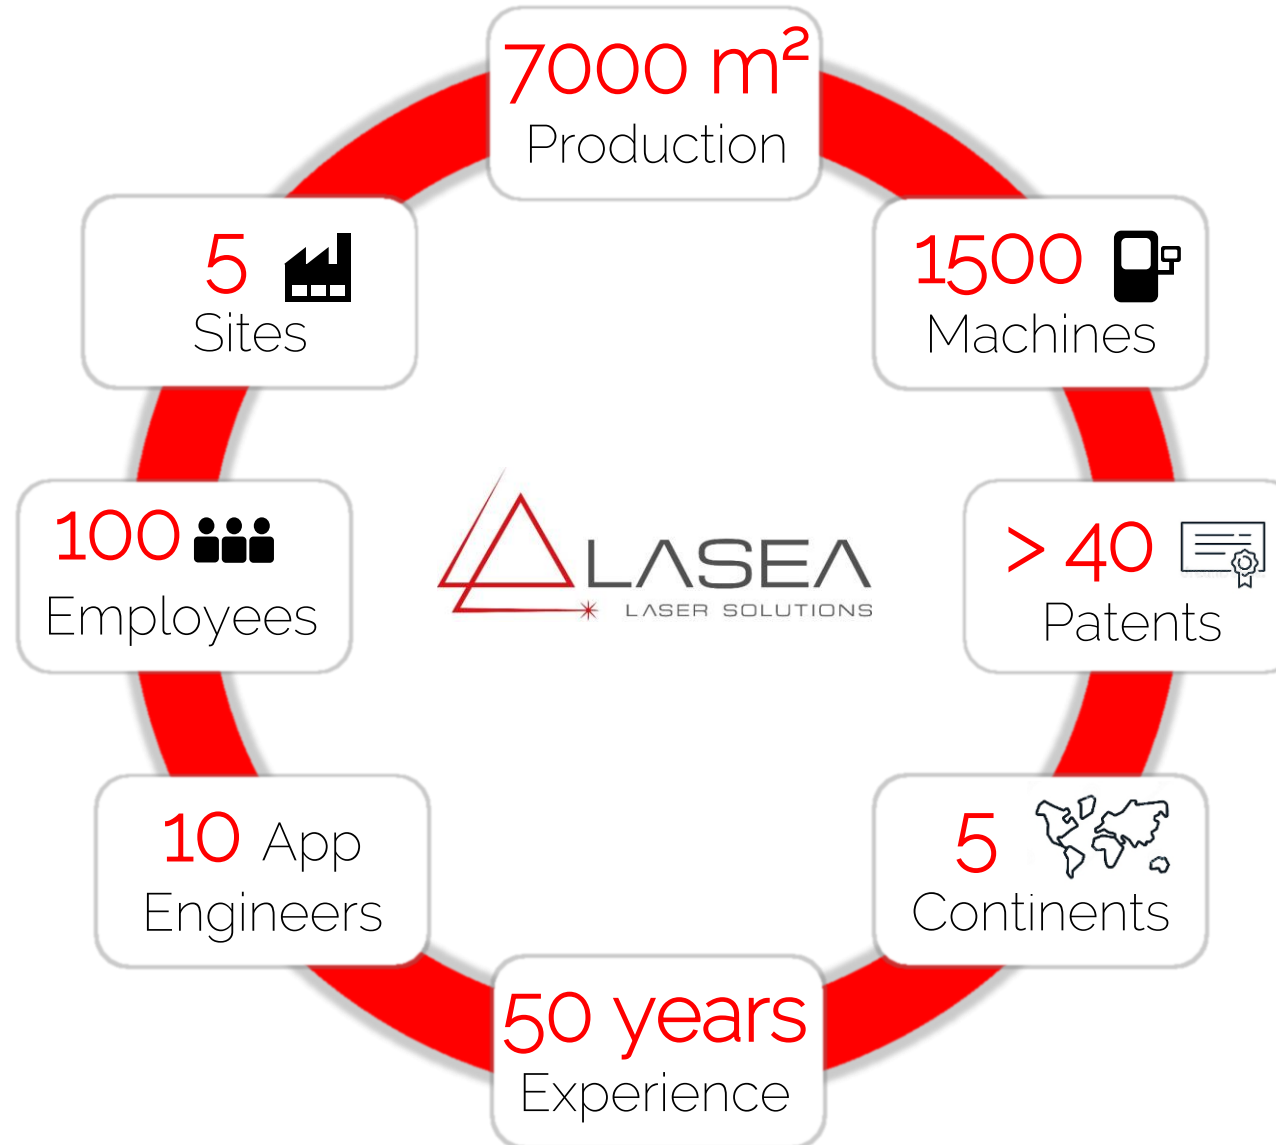 7000 m²
Production
5
Sites
1500
Machines
100
Employees
LASEA
LASER SOLUTIONS
> 40
Patents
10 App
Engineers
5
Continents
50 years
Experience